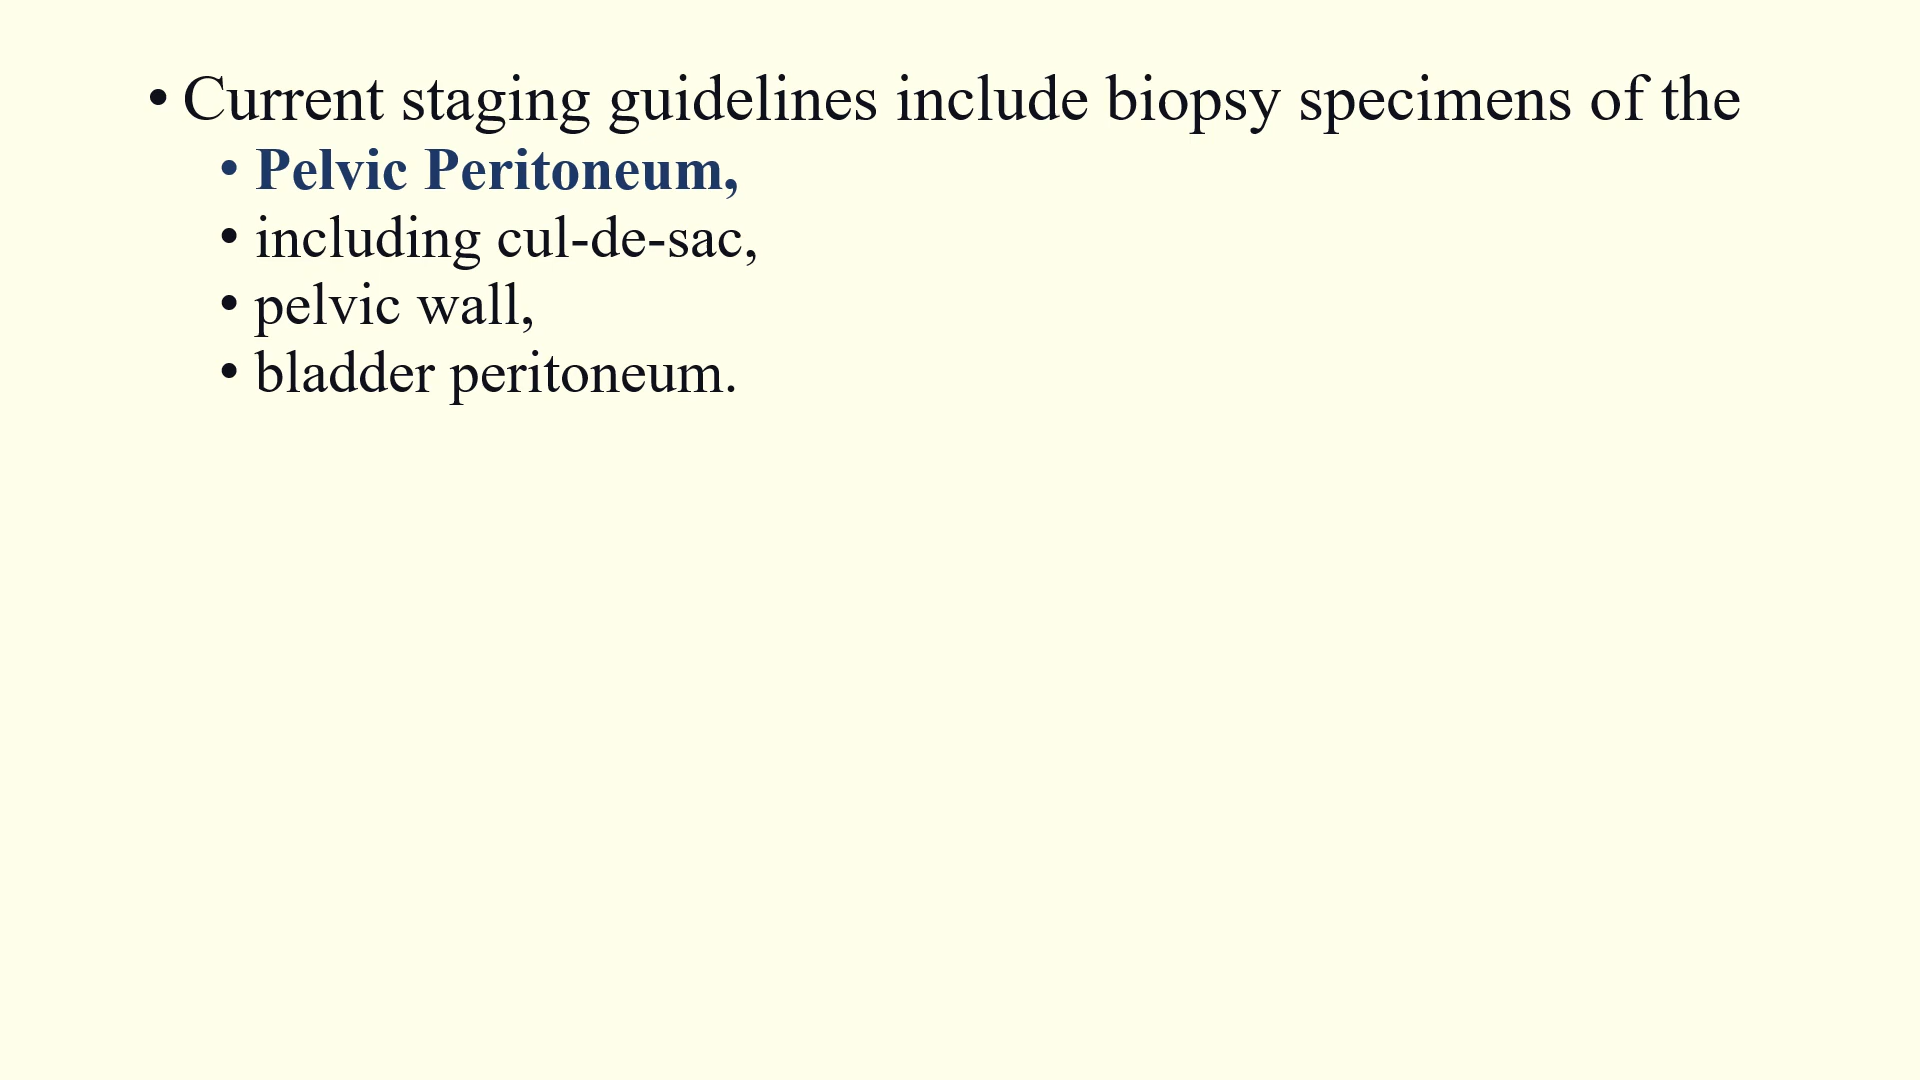 • Current staging guidelines include biopsy specimens of the
• Pelvic Peritoneum,
• including cul-de-sac,
• pelvic wall,
• bladder peritoneum.